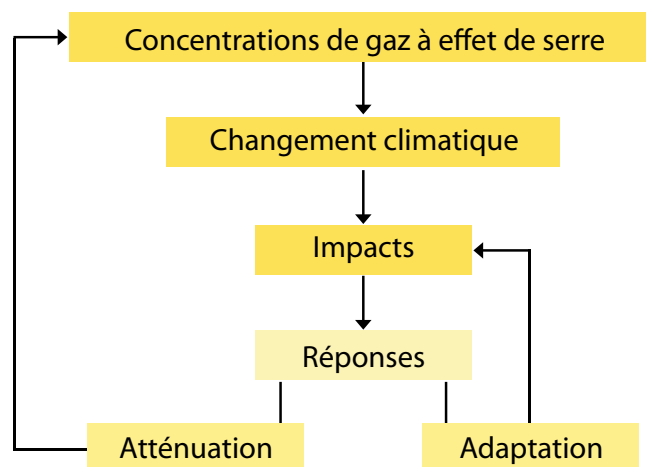 Concentrations de gaz à effet de serre
Changement climatique
Impacts
Réponses
Atténuation
Adaptation